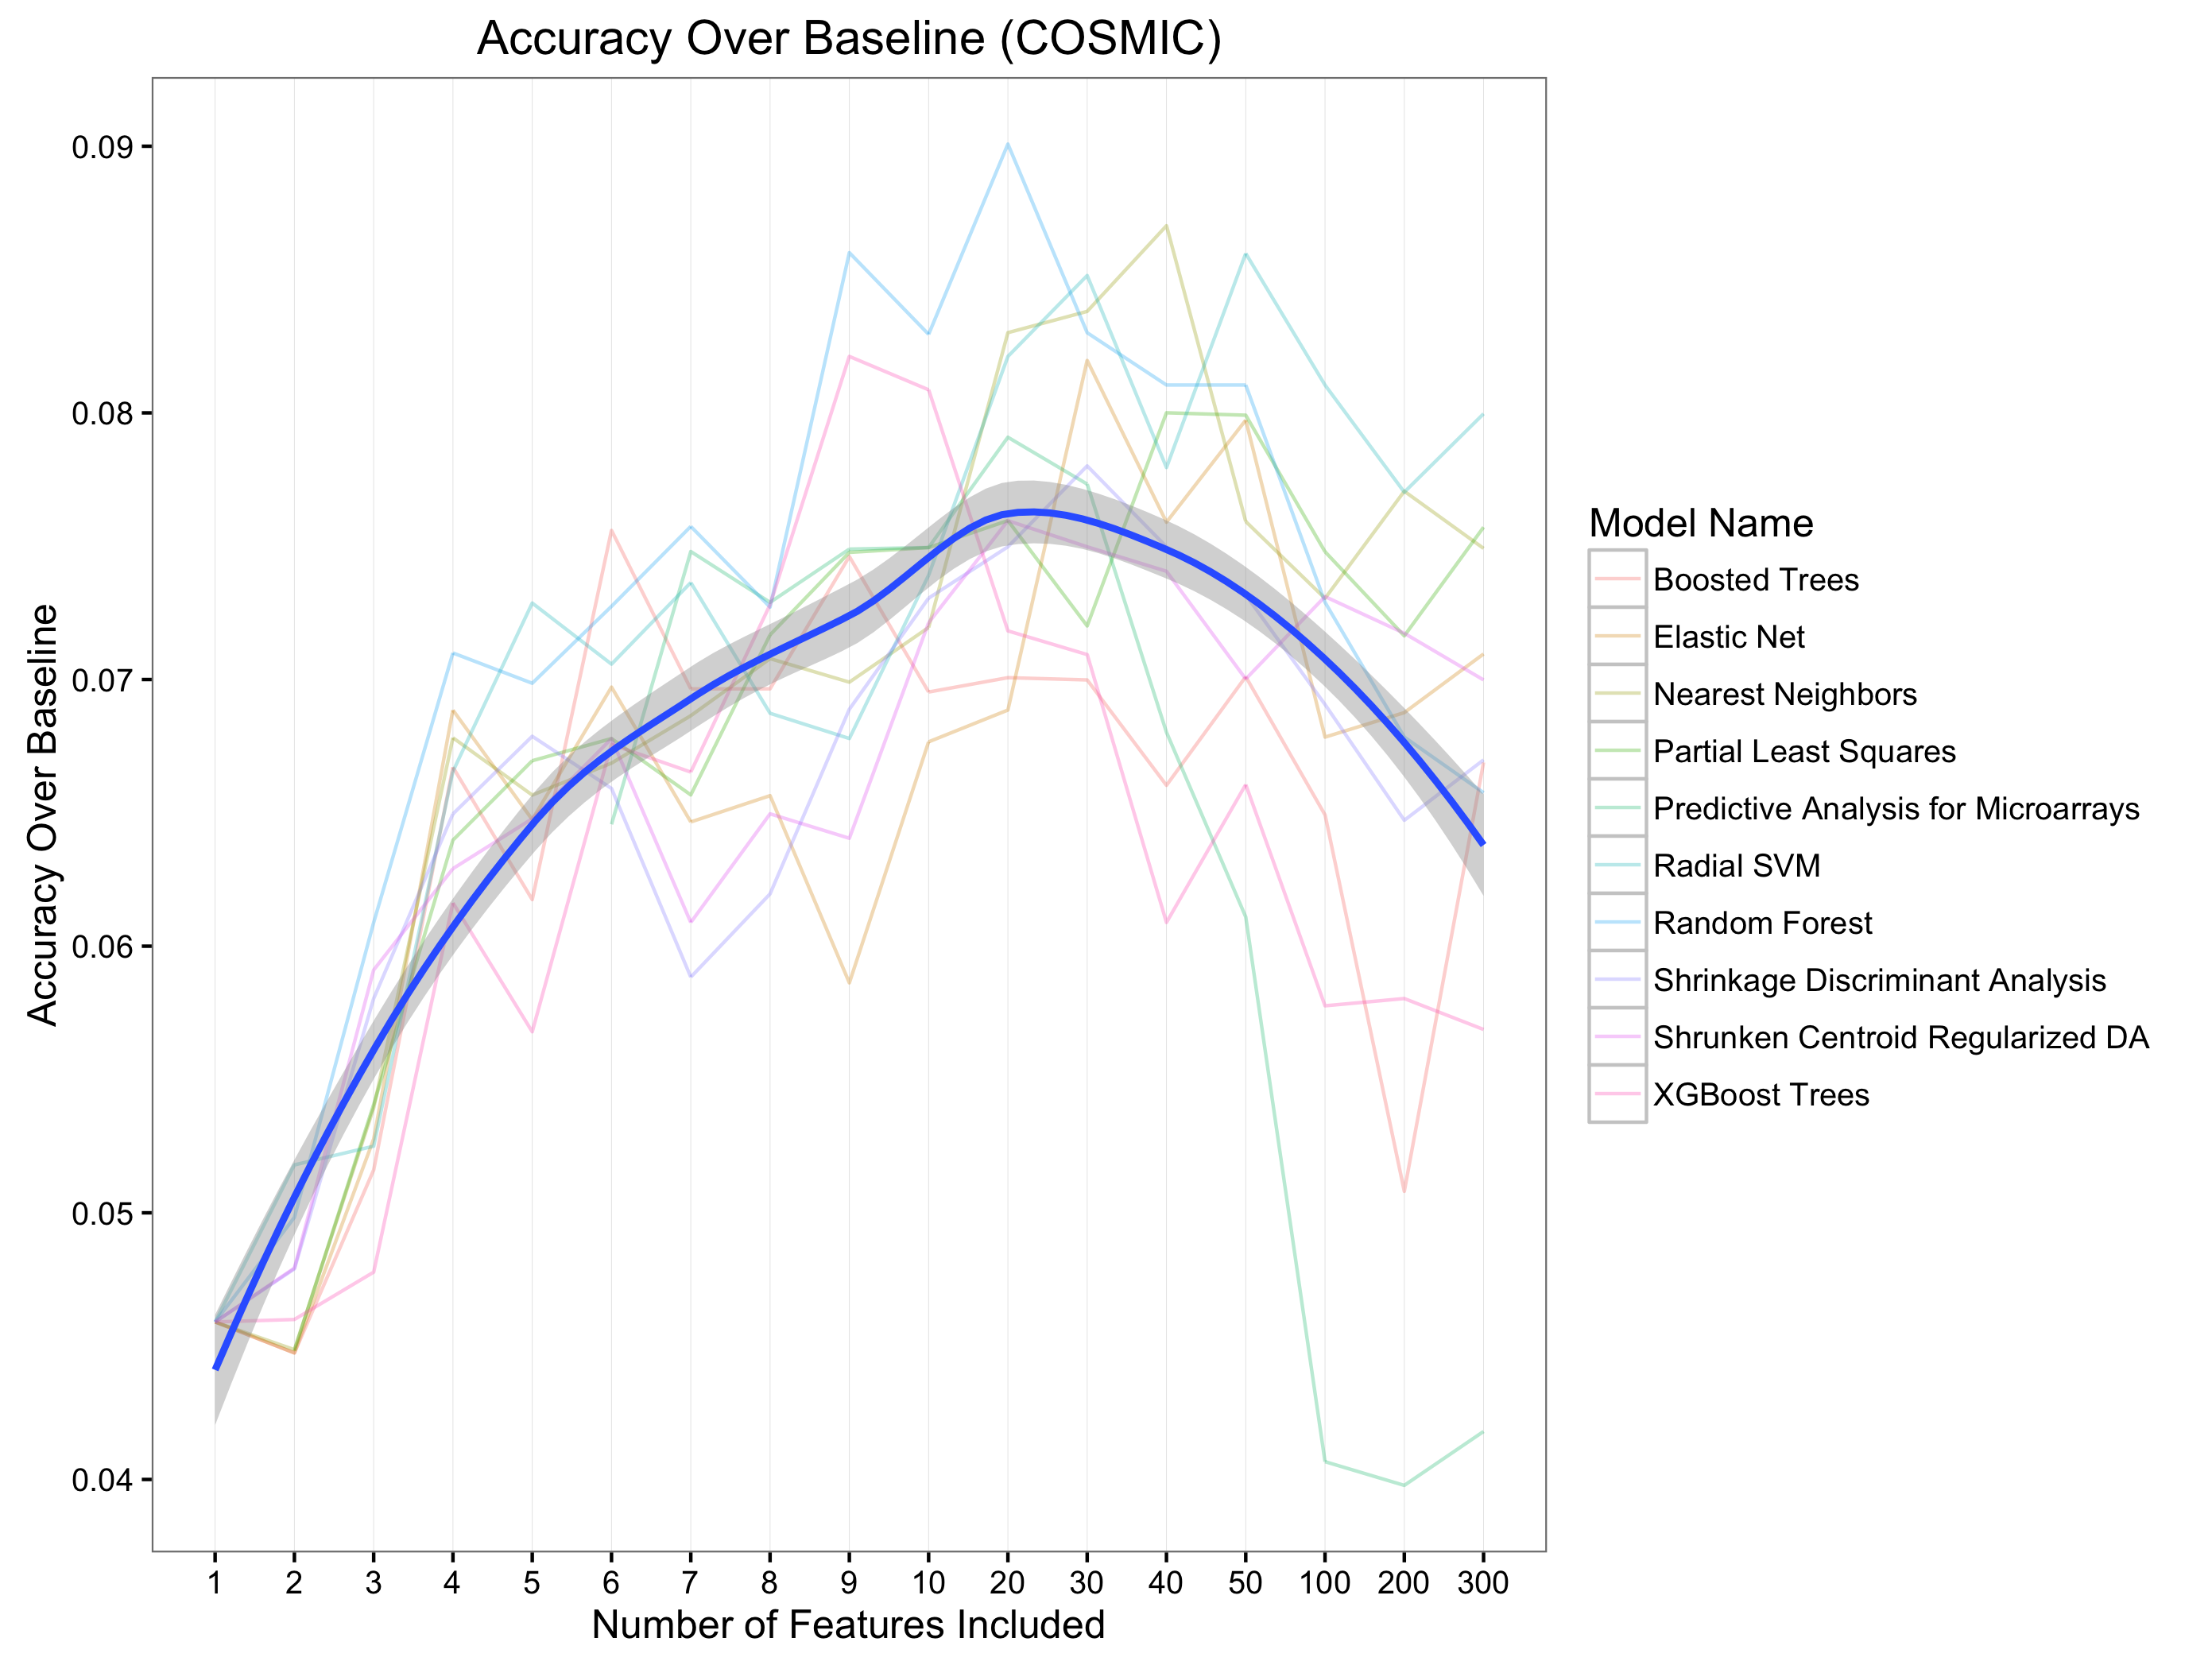 Accuracy Over Baseline (COSMIC)
Accuracy Over Baseline
0.09
0.08
0.07
0.06
0.05
0.04
1 2 3 4 5 6 7 8 9 10 20 30 40 50 100 200 300
Number of Features Included
Model Name
Boosted Trees
Elastic Net
Nearest Neighbors
Partial Least Squares
Predictive Analysis for Microarrays
Radial SVM
Random Forest
Shrinkage Discriminant Analysis
Shrunken Centroid Regularized DA
XGBoost Trees